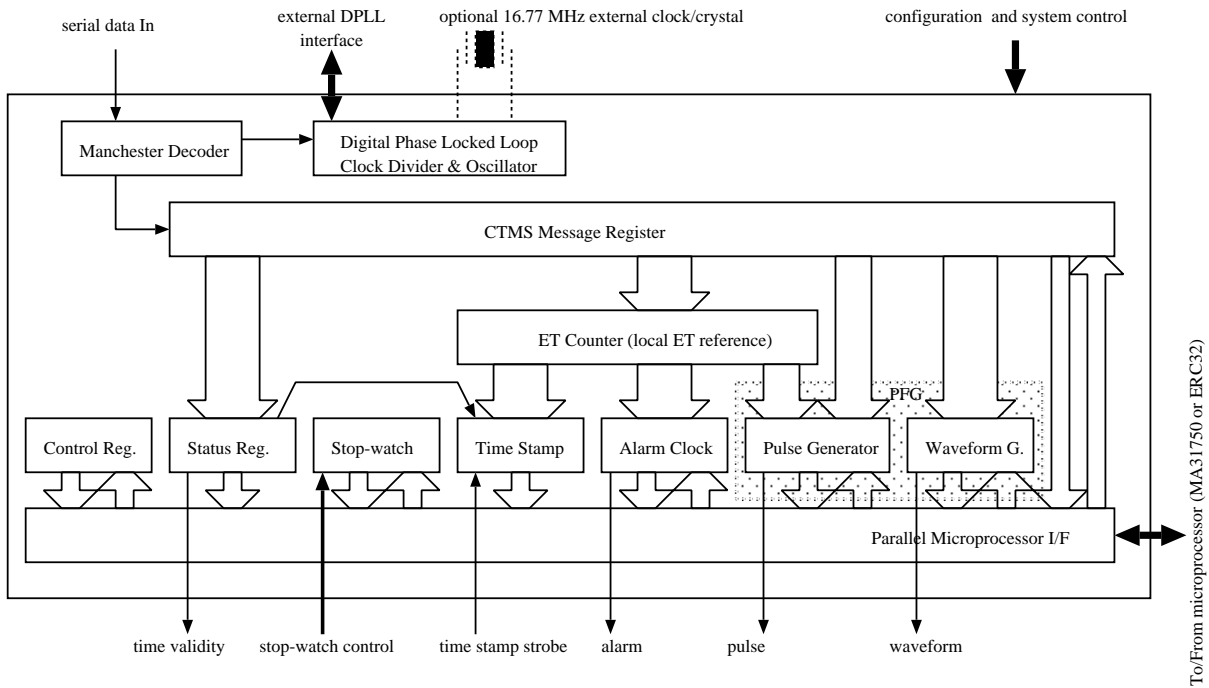 serial data In
external DPLL
interface
optional 16.77 MHz external clock/crystal
configuration and system control
Manchester Decoder
Digital Phase Locked Loop
Clock Divider & Oscillator
CTMS Message Register
ET Counter (local ET reference)
PFG
Control Reg.
Status Reg.
Stop-watch
Time Stamp
Alarm Clock
Pulse Generator
Waveform G.
Parallel Microprocessor I/F
To/From microprocessor (MA31750 or ERC32)
time validity
stop-watch control
time stamp strobe
alarm
pulse
waveform